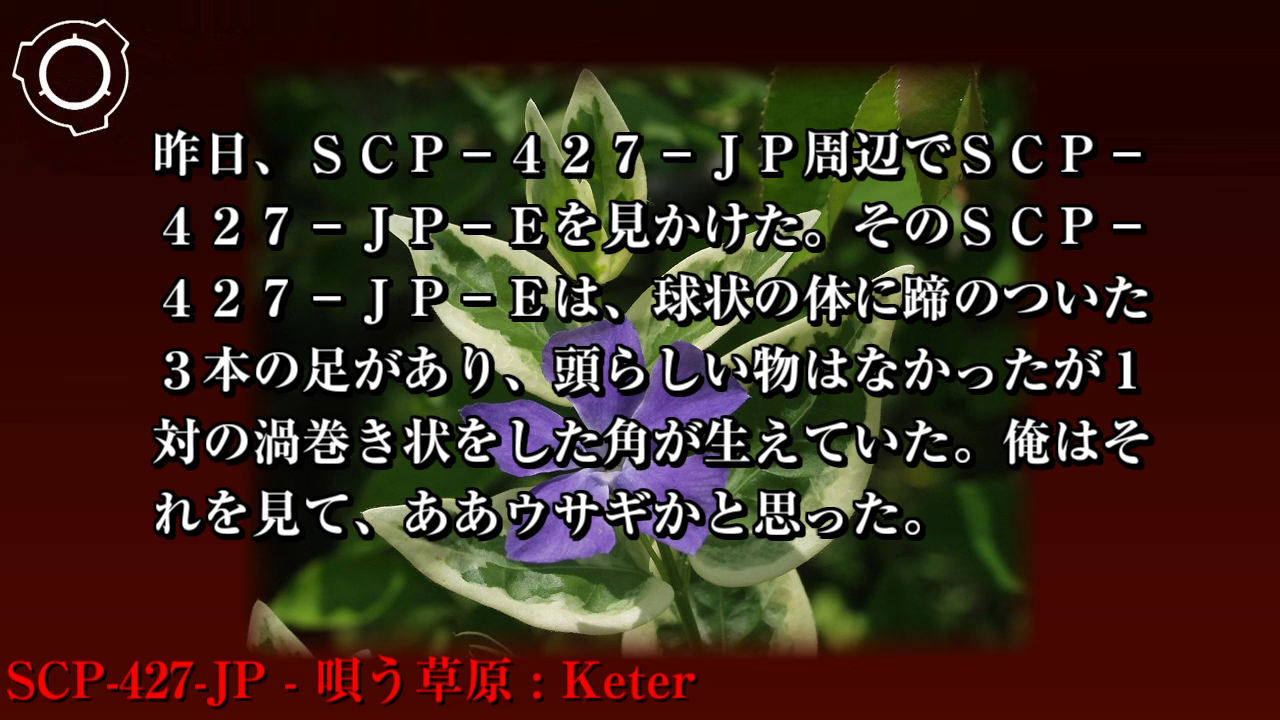 昨日、ＳＣＰ－４２７－ＪＰ周辺でＳＣＰ－
４２７－ＪＰ－Ｅを見かけた。そのＳＣＰ－
４２７－ＪＰ－Ｅは、球状の体に蹄のついた
３本の足があり、頭らしい物はなかったが１
対の渦巻き状をした角が生えていた。俺はそ
れを見て、ああウサギかと思った。
SCP-427-JP - 唄う草原：Keter